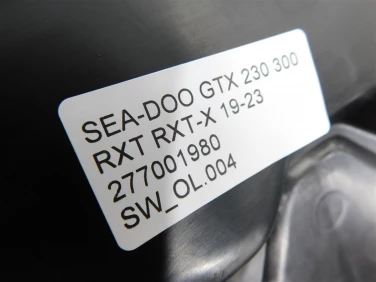 SEA-DOO GTX 230 300
RXT RXT-X 19-23
277001980
SW_OL.004